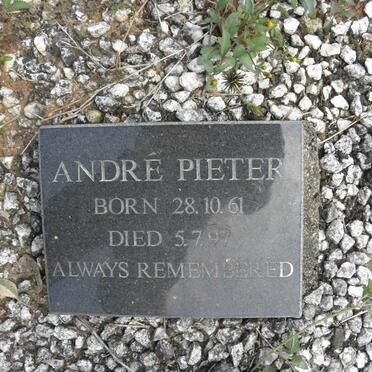 ANDRÉ PIETER
BORN 28.10.61
DIED 5.7.97
ALWAYS REMEMBERED